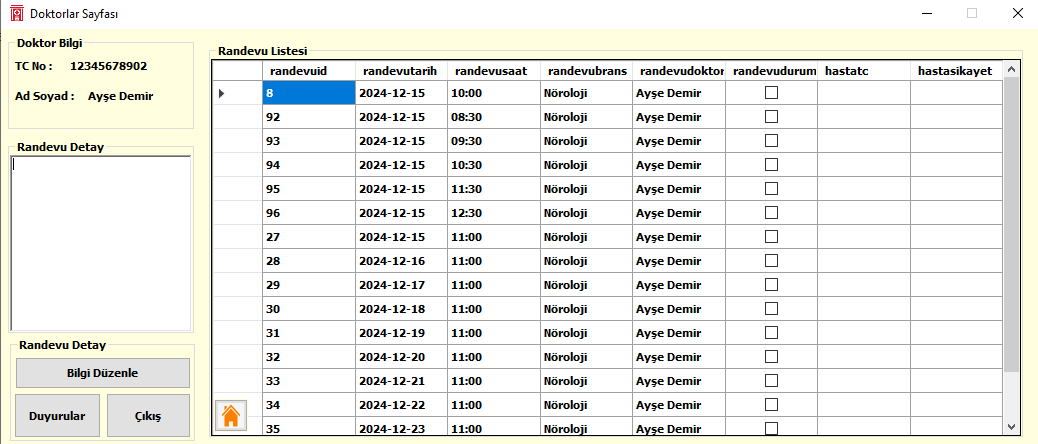 Doktorlar Sayfası
Doktor Bilgi
TC No : 12345678902
Ad Soyad : Ayşe Demir
Randevu Detay
Randevu Detay
Bilgi Düzenle
Duyurular Çıkış
Randevu Listesi
randevuid randevutarih randevusaat randevubrans randevudoktor randevudurum hastatc hastasikayet
8 2024-12-15 10:00 Nöroloji Ayşe Demir
92 2024-12-15 08:30 Nöroloji Ayşe Demir
93 2024-12-15 09:30 Nöroloji Ayşe Demir
94 2024-12-15 10:30 Nöroloji Ayşe Demir
95 2024-12-15 11:30 Nöroloji Ayşe Demir
96 2024-12-15 12:30 Nöroloji Ayşe Demir
27 2024-12-15 11:00 Nöroloji Ayşe Demir
28 2024-12-16 11:00 Nöroloji Ayşe Demir
29 2024-12-17 11:00 Nöroloji Ayşe Demir
30 2024-12-18 11:00 Nöroloji Ayşe Demir
31 2024-12-19 11:00 Nöroloji Ayşe Demir
32 2024-12-20 11:00 Nöroloji Ayşe Demir
33 2024-12-21 11:00 Nöroloji Ayşe Demir
34 2024-12-22 11:00 Nöroloji Ayşe Demir
35 2024-12-23 11:00 Nöroloji Ayşe Demir